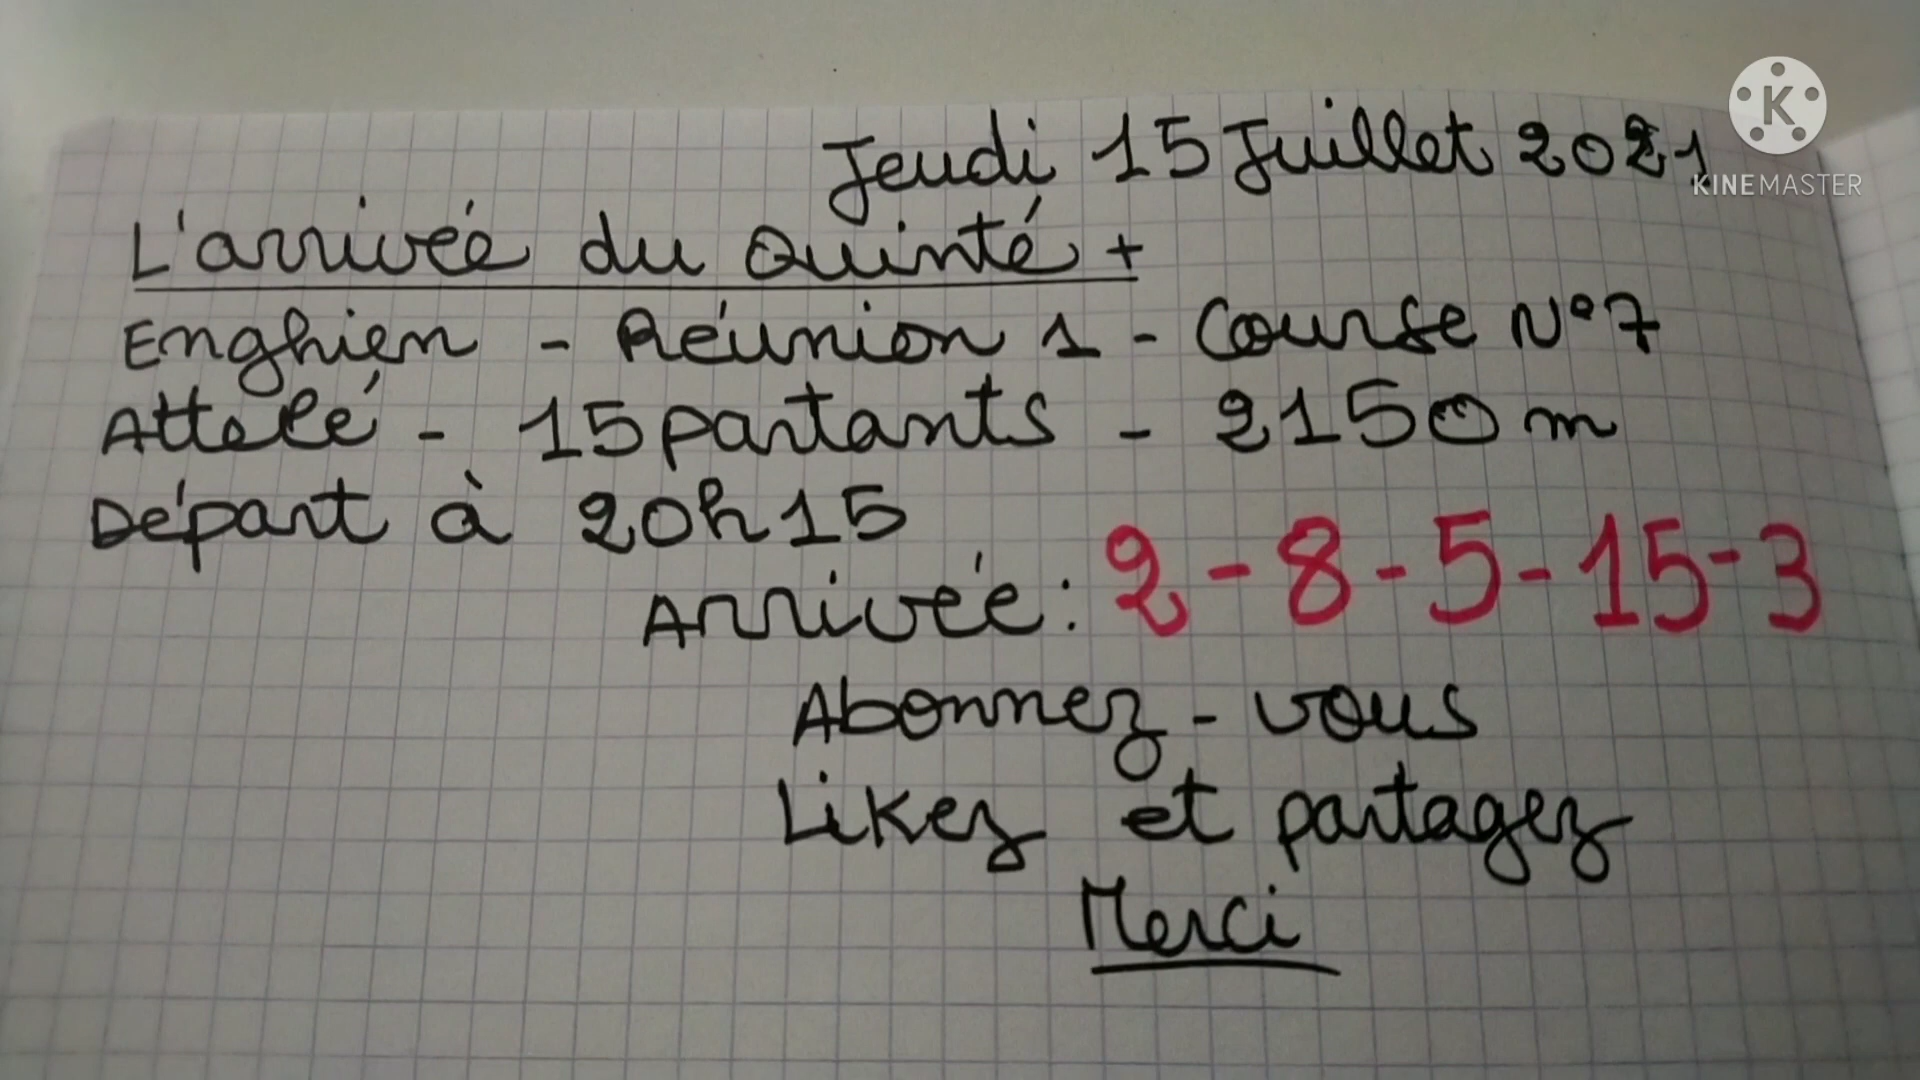 Jeudi 15 Juillet 2021
K
KINEMASTER
L'arrivée du Quinté +
Enghien - Réunion 1 - Course N°7
Attelé - 15 partants - 2150 m
Départ à 20h15
Arrivée : 2 - 8 - 5 - 15 - 3
Abonnez - vous
Likez et partagez
Merci